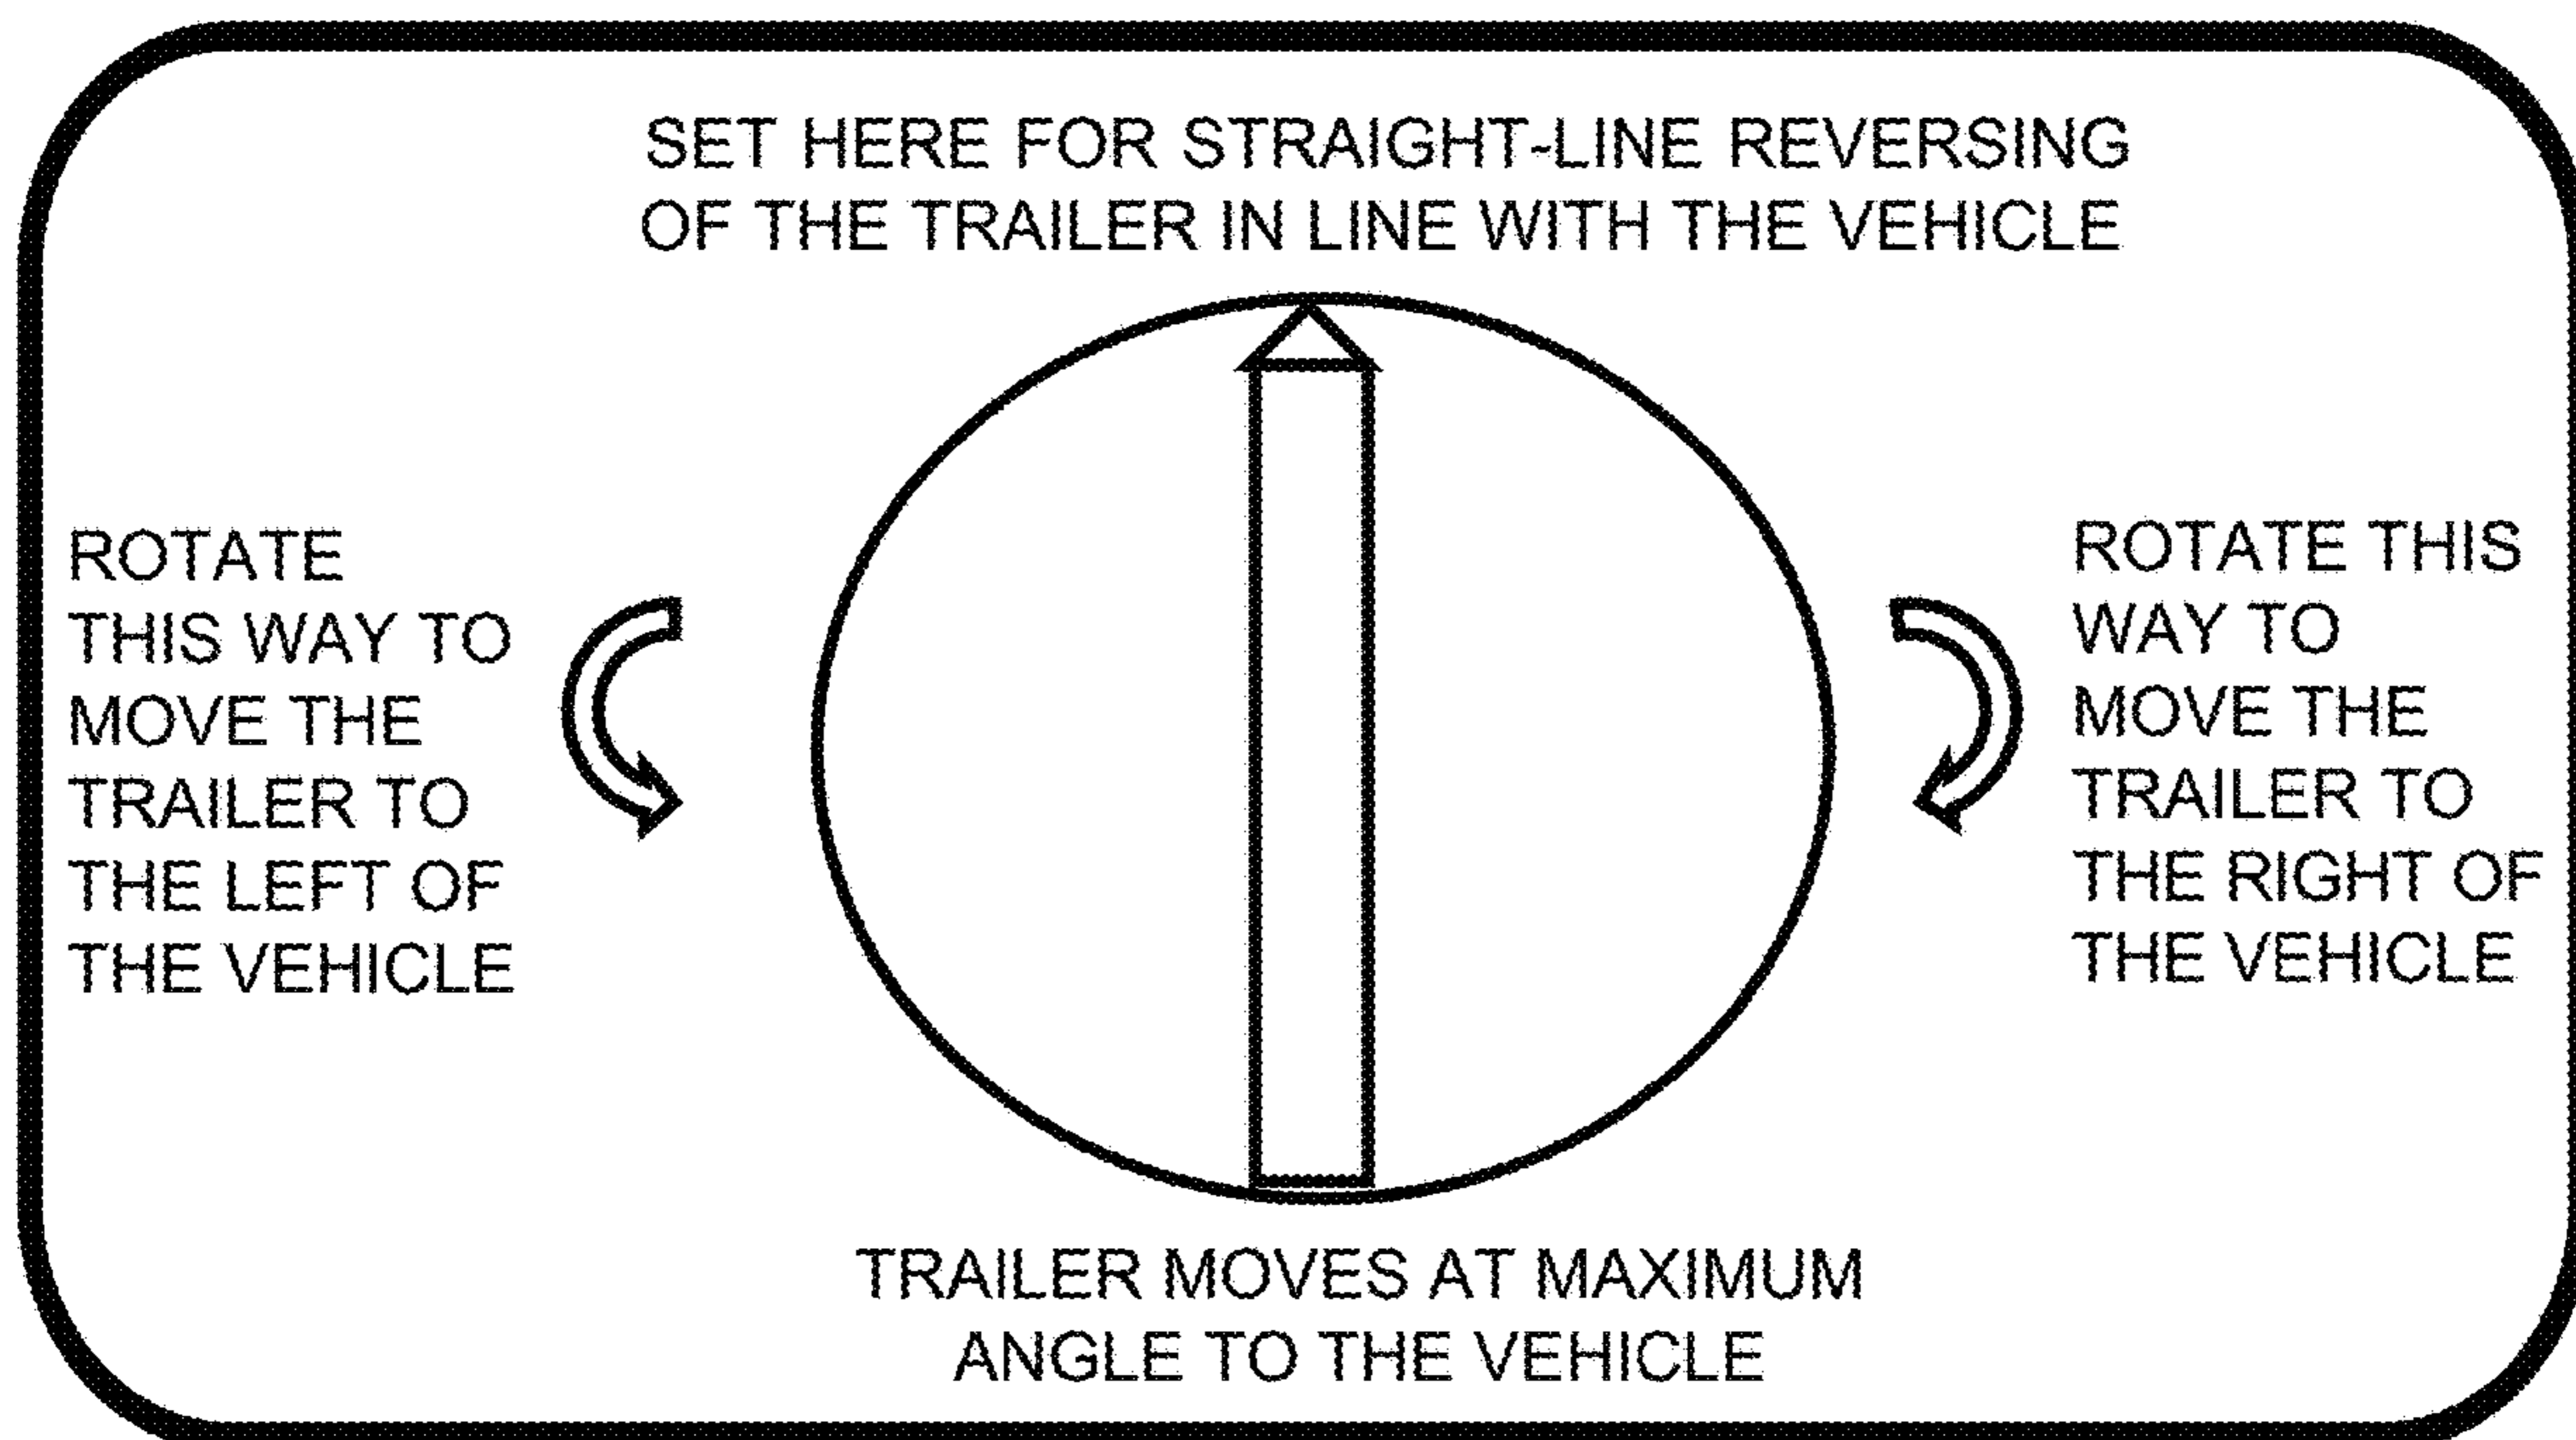 SET HERE FOR STRAIGHT-LINE REVERSING
OF THE TRAILER IN LINE WITH THE VEHICLE
ROTATE
THIS WAY TO
MOVE THE
TRAILER TO
THE LEFT OF
THE VEHICLE
ROTATE THIS
WAY TO
MOVE THE
TRAILER TO
THE RIGHT OF
THE VEHICLE
TRAILER MOVES AT MAXIMUM
ANGLE TO THE VEHICLE